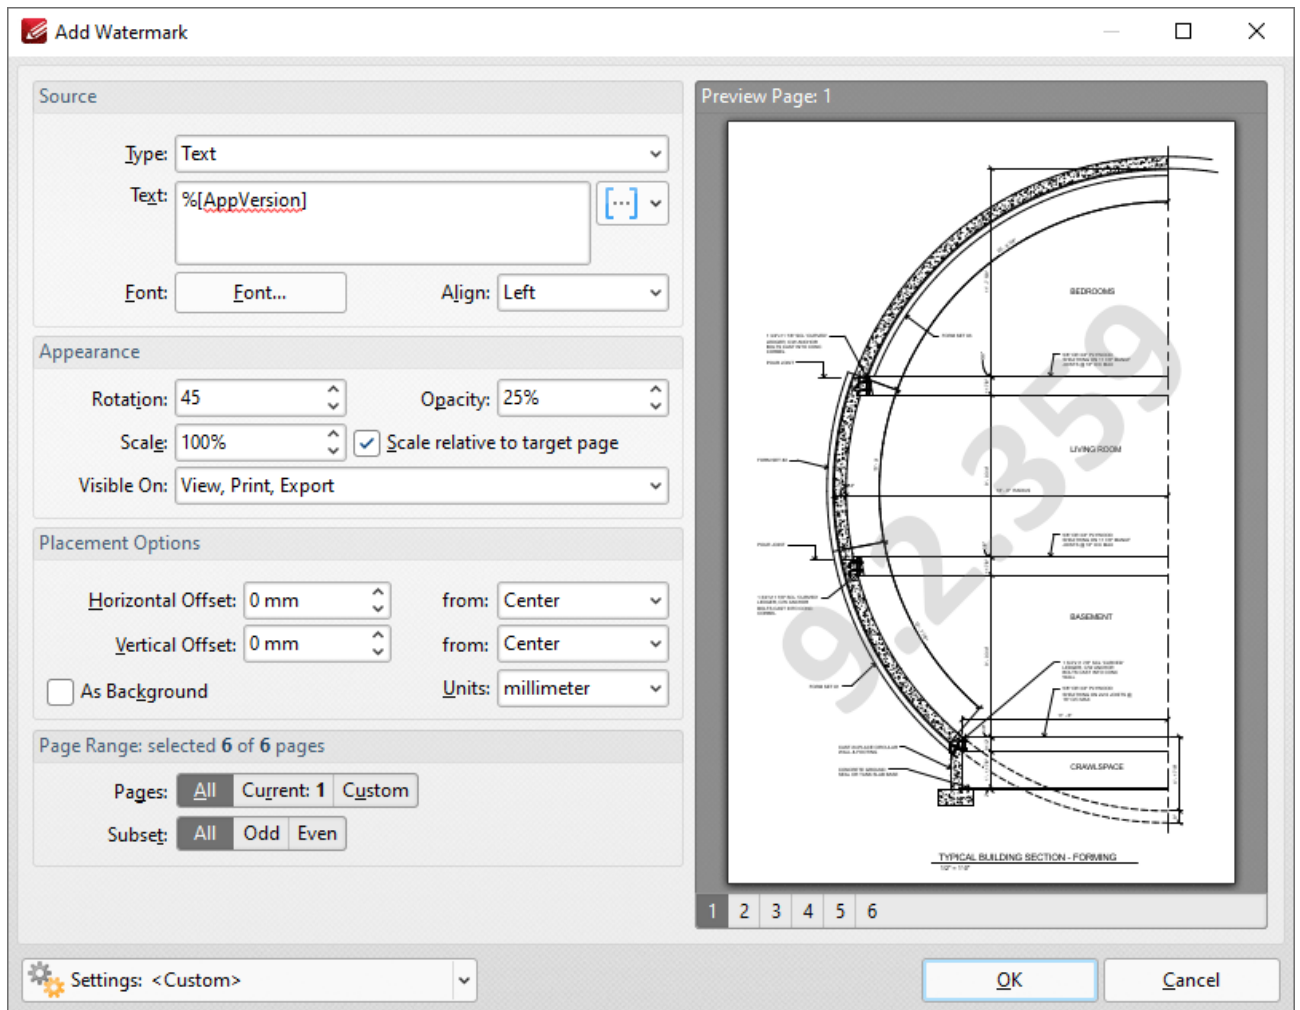 Add Watermark
Source
Type: Text
Text: %[AppVersion]
Font: Font... Align: Left
Appearance
Rotation: 45 Opacity: 25%
Scale: 100% Scale relative to target page
Visible On: View, Print, Export
Placement Options
Horizontal Offset: 0 mm from: Center
Vertical Offset: 0 mm from: Center
As Background Units: millimeter
Page Range: selected 6 of 6 pages
Pages: All Current: 1 Custom
Subset: All Odd Even
Preview Page: 1
BEDROOMS
LIVING ROOM
BASEMENT
CRAWLSPACE
9.2.359
TYPICAL BUILDING SECTION - FORMING
1 2 3 4 5 6
Settings: <Custom>
OK Cancel